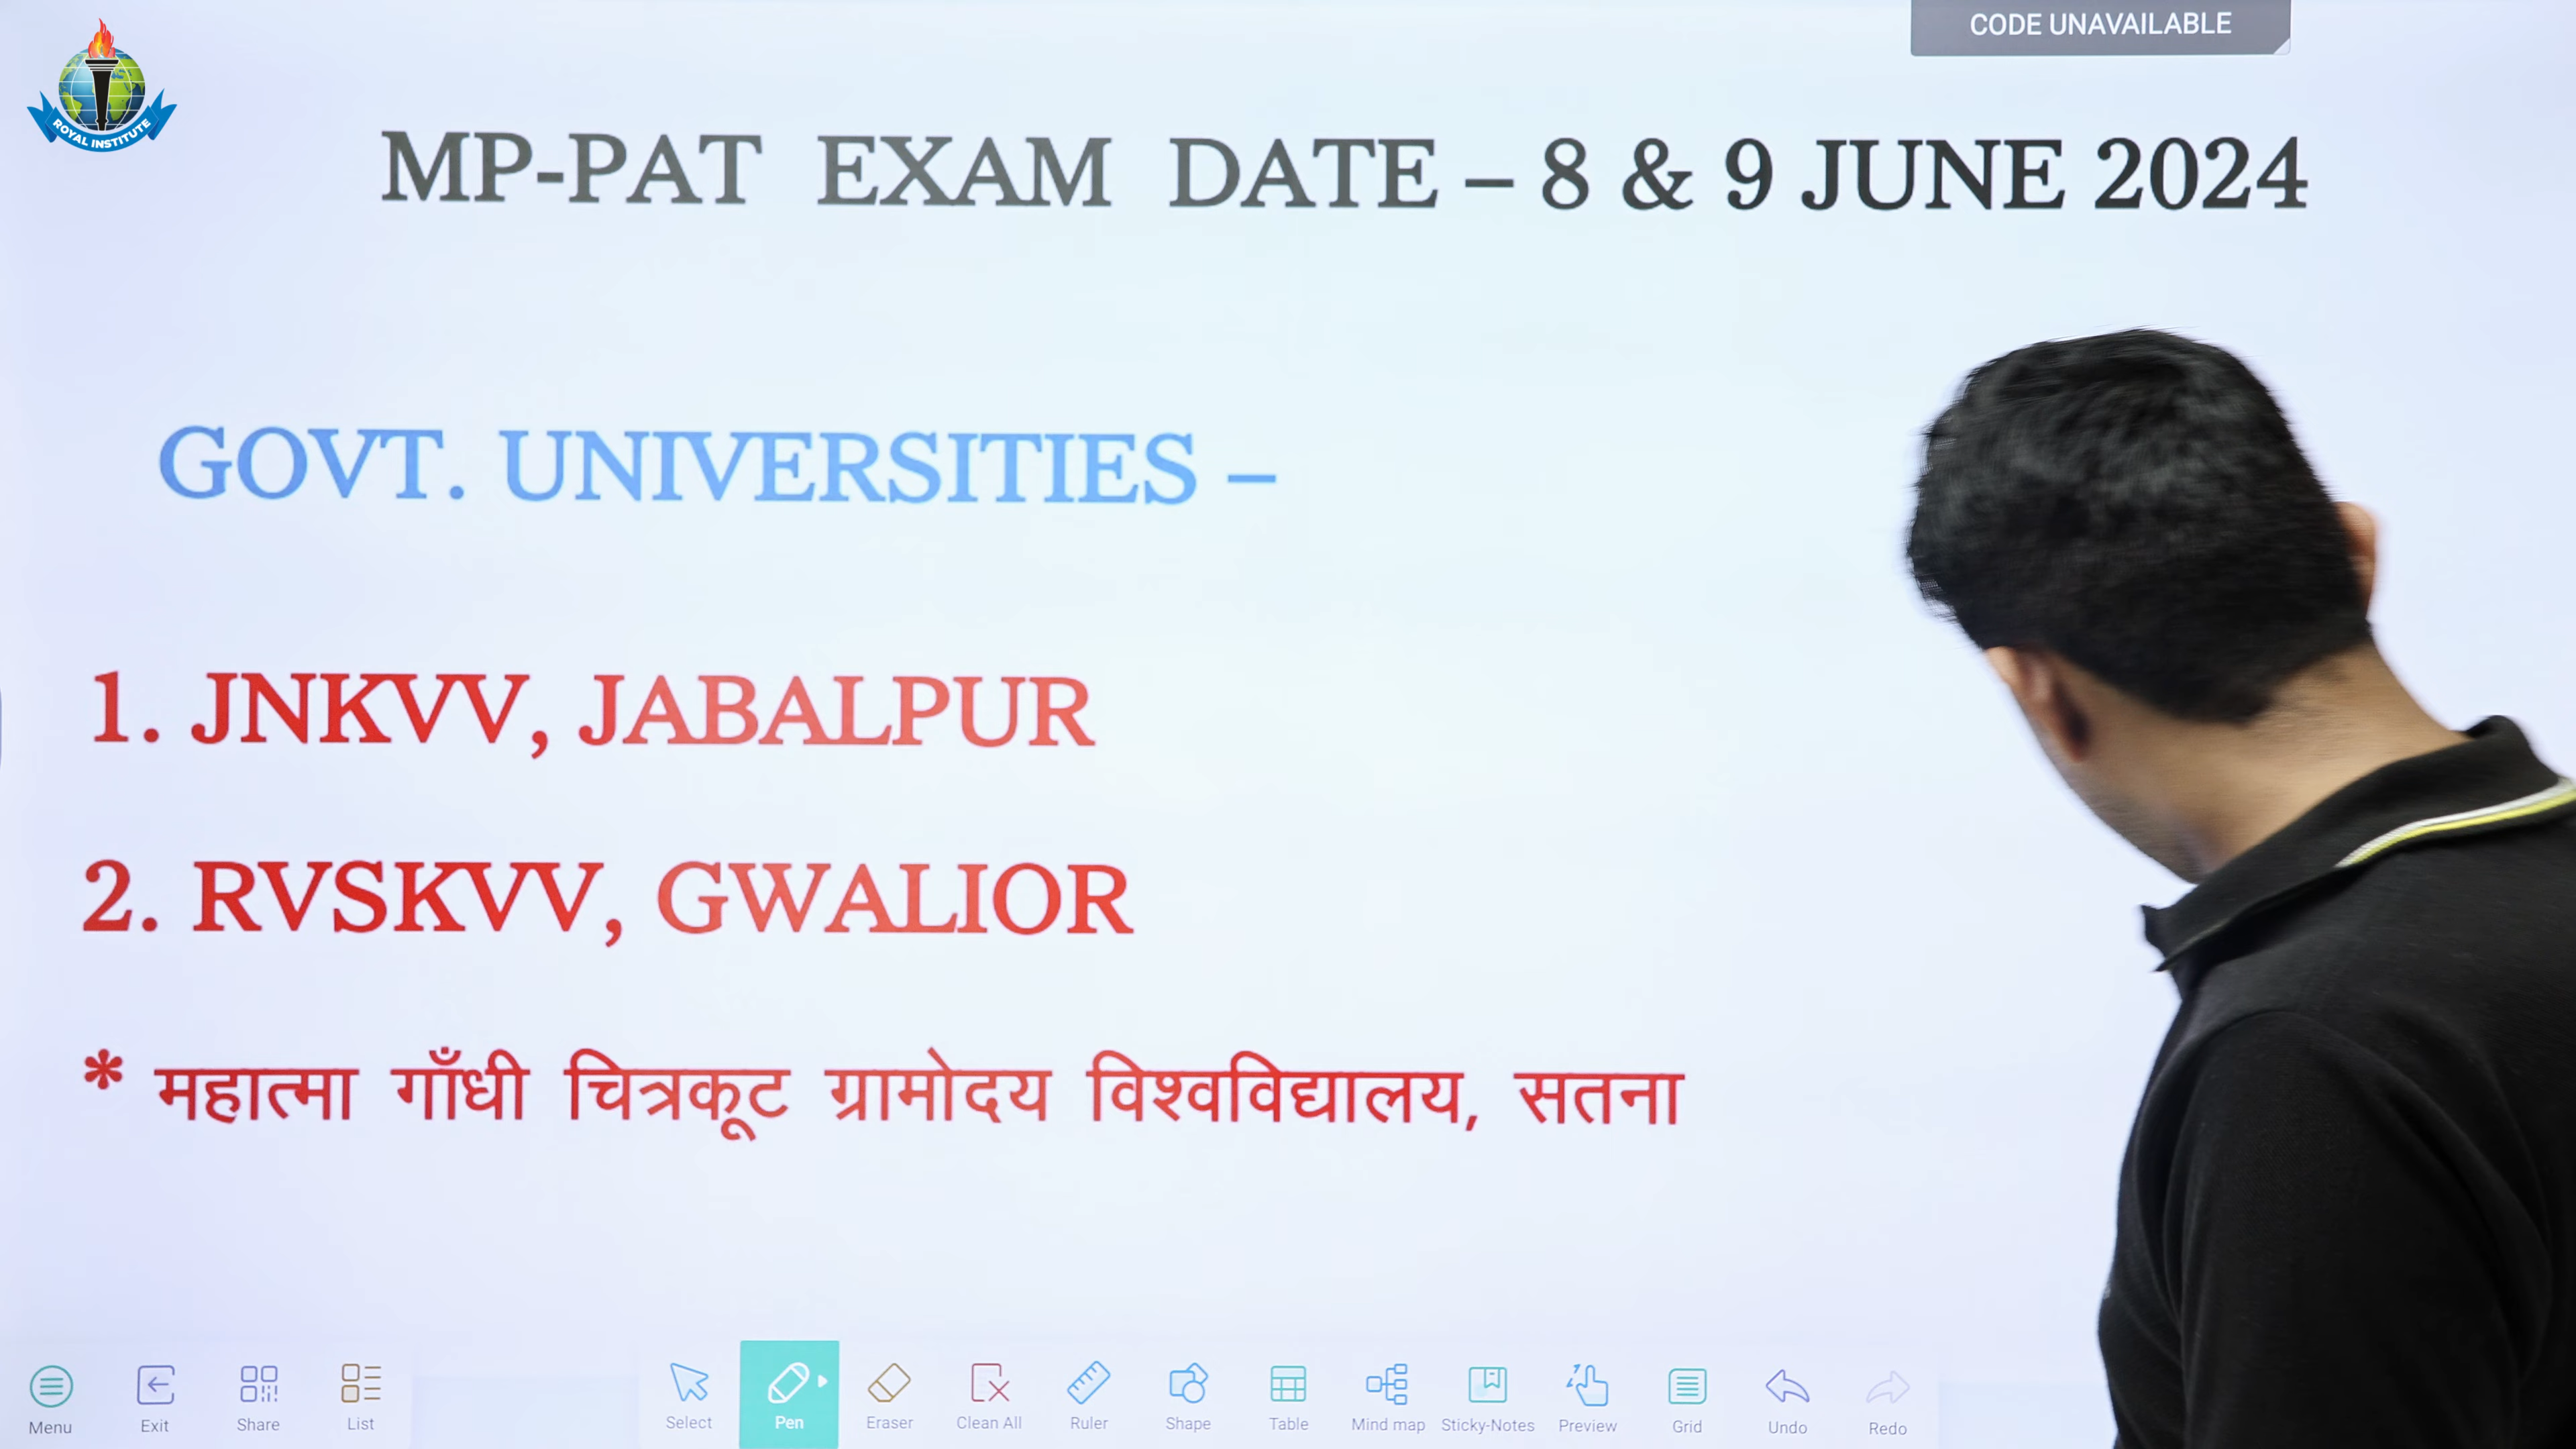 CODE UNAVAILABLE
ROYAL INSTITUTE
MP-PAT EXAM DATE – 8 & 9 JUNE 2024
GOVT. UNIVERSITIES –
1. JNKVV, JABALPUR
2. RVSKVV, GWALIOR
* महात्मा गाँधी चित्रकूट ग्रामोदय विश्वविद्यालय, सतना
Menu Exit Share List Select Pen Eraser Clean All Ruler Shape Table Mind map Sticky-Notes Preview Grid Undo Redo